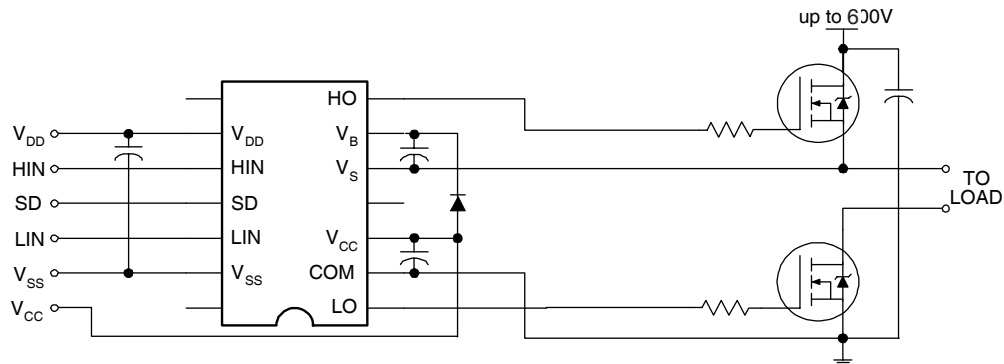 up to 600V
HO
V_DD
V_DD
V_B
HIN
HIN
V_S
TO
LOAD
SD
SD
LIN
LIN
V_CC
V_SS
V_SS
COM
V_CC
LO